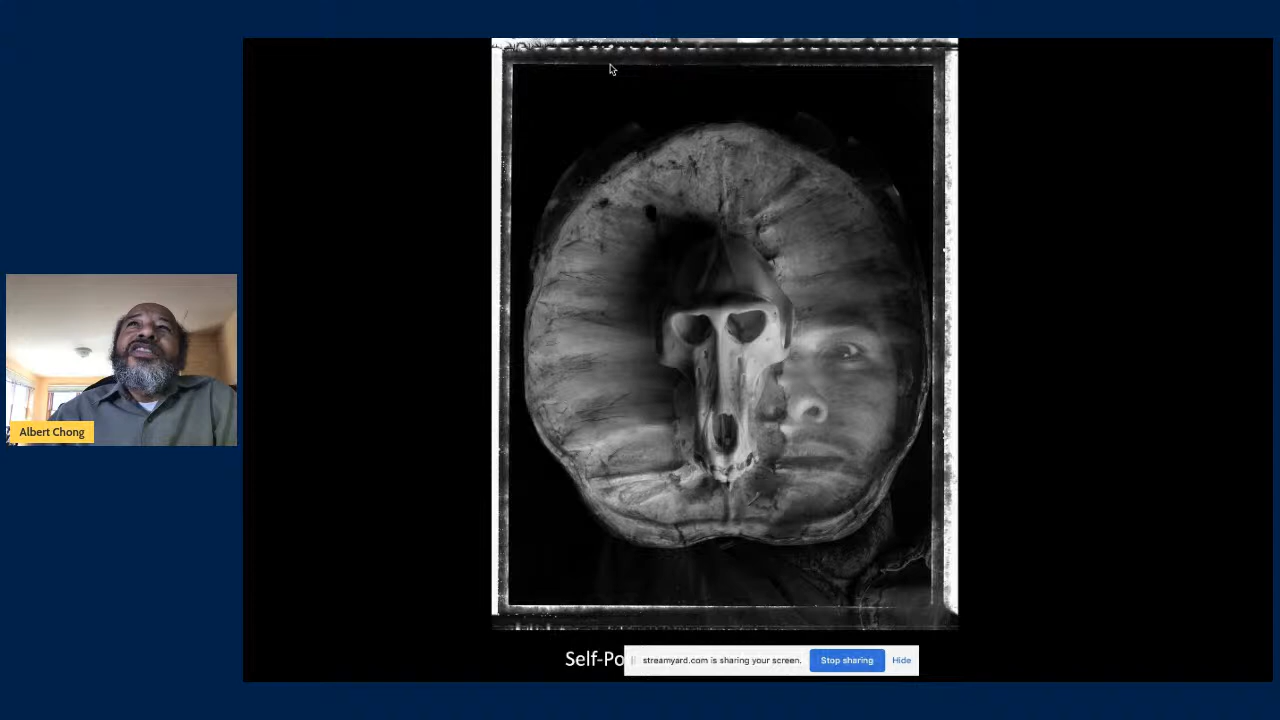 Albert Chong
Self-Po
streamyard.com is sharing your screen.
Stop sharing
Hide